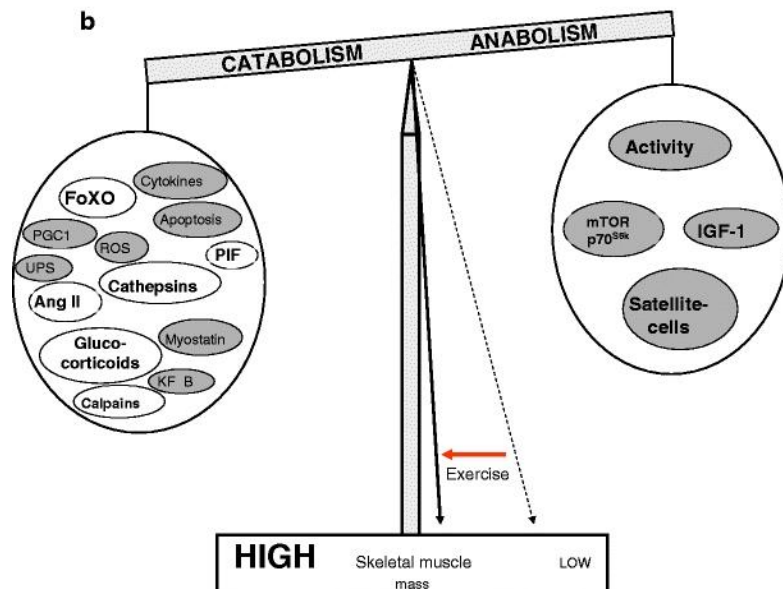 b
CATABOLISM
ANABOLISM
Cytokines
FoXO
Apoptosis
PGC1
ROS
PIF
UPS
Cathepsins
Ang II
Gluco-
corticoids
Myostatin
KF B
Calpains
Activity
mTOR
p70S6k
IGF-1
Satellite-
cells
Exercise
HIGH
Skeletal muscle
mass
LOW